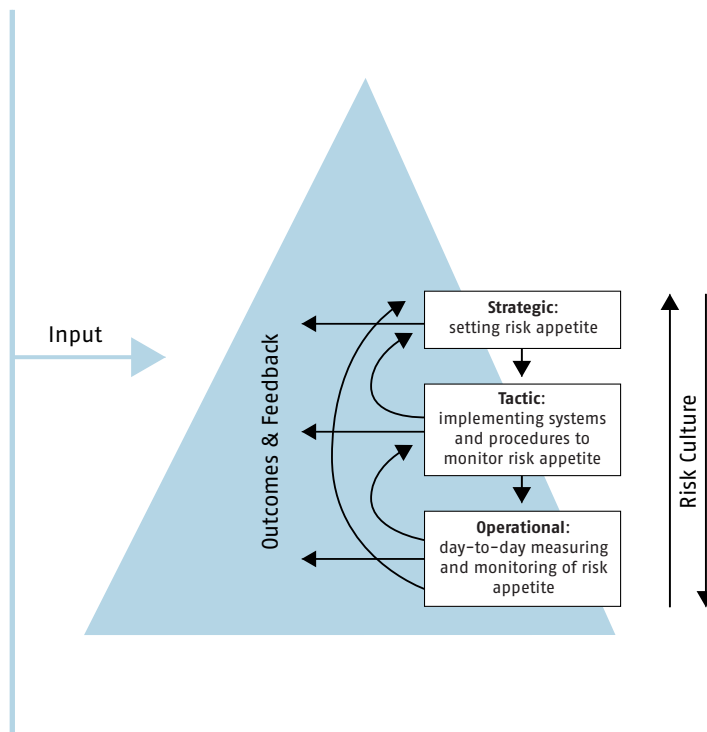 Input
Outcomes & Feedback
Strategic:
setting risk appetite
Tactic:
implementing systems
and procedures to
monitor risk appetite
Operational:
day-to-day measuring
and monitoring of risk
appetite
Risk Culture